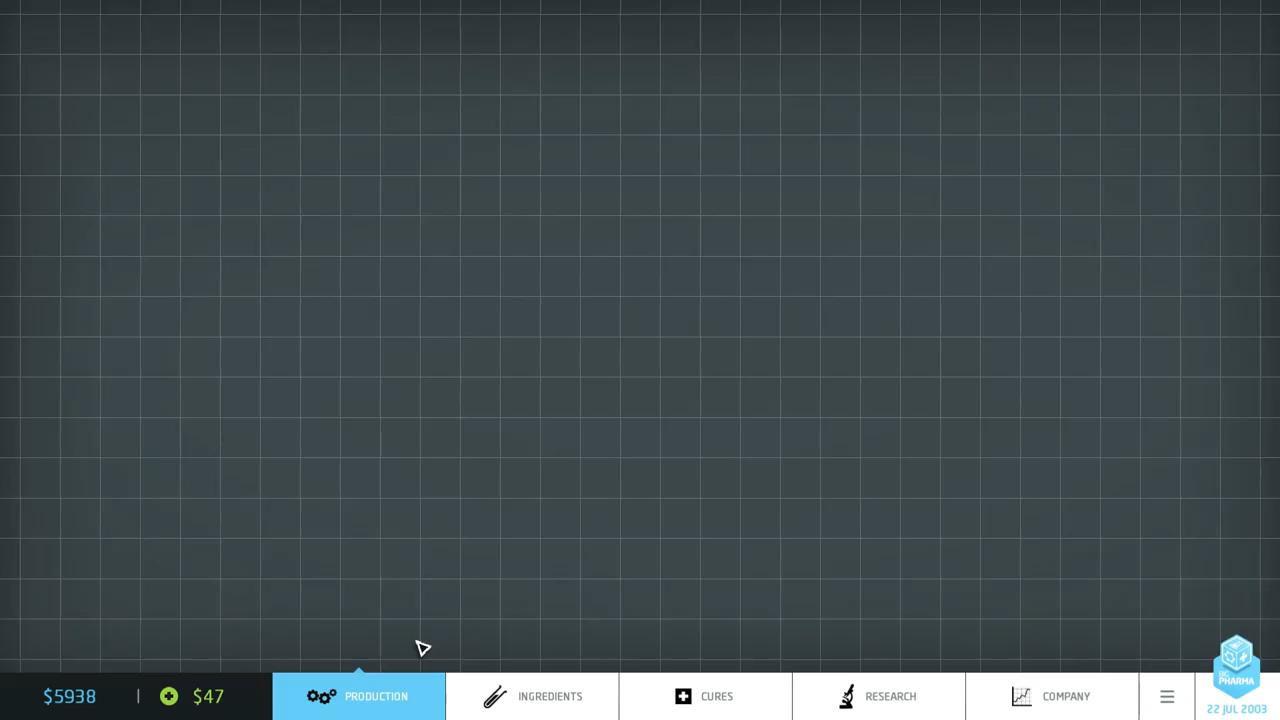 $5938 | $47 PRODUCTION INGREDIENTS CURES RESEARCH COMPANY
PHARMA
22 JUL 2003